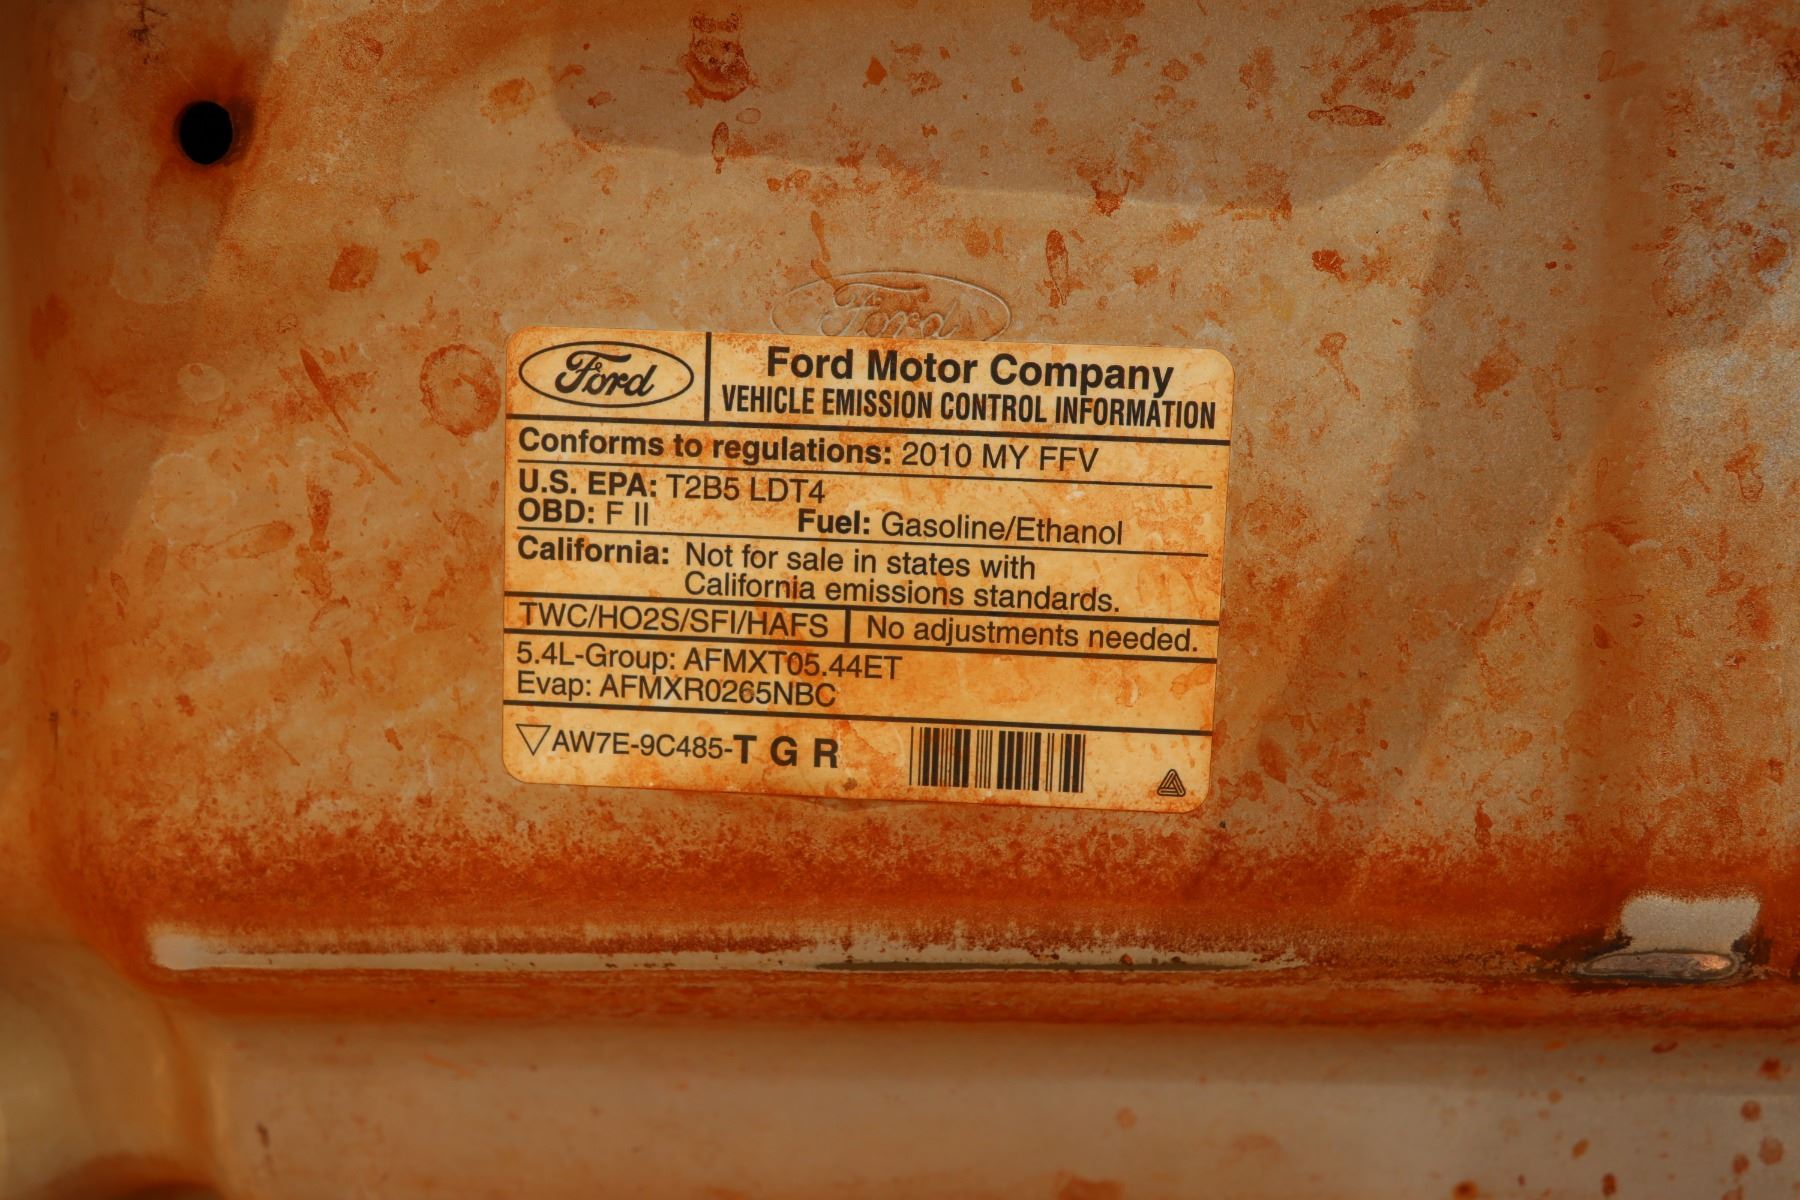 Ford
Ford
Ford Motor Company
VEHICLE EMISSION CONTROL INFORMATION
Conforms to regulations: 2010 MY FFV
U.S. EPA: T2B5 LDT4
OBD: F II Fuel: Gasoline/Ethanol
California: Not for sale in states with
California emissions standards.
TWC/HO2S/SFI/HAFS No adjustments needed.
5.4L-Group: AFMXT05.44ET
Evap: AFMXR0265NBC
AW7E-9C485-T G R